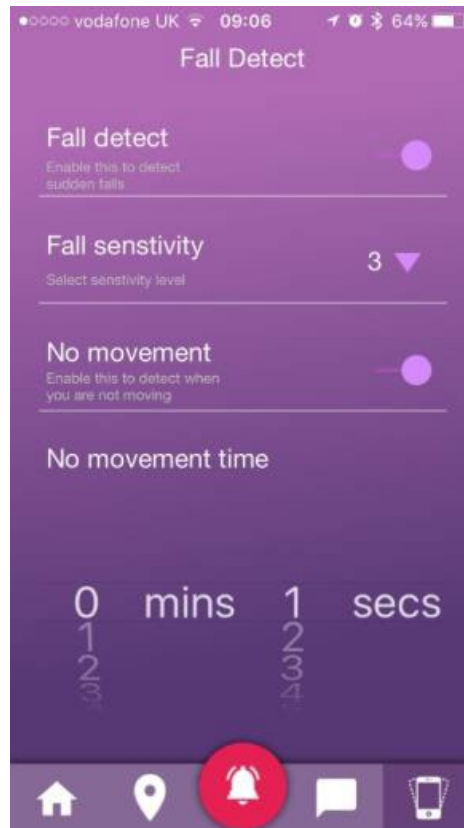 vodafone UK 09:06 64%
Fall Detect
Fall detect
Enable this to detect
sudden falls
Fall senstivity
3
Select senstivity level
No movement
Enable this to detect when
you are not moving
No movement time
0 mins 1 secs
1 2
2 3
3 4